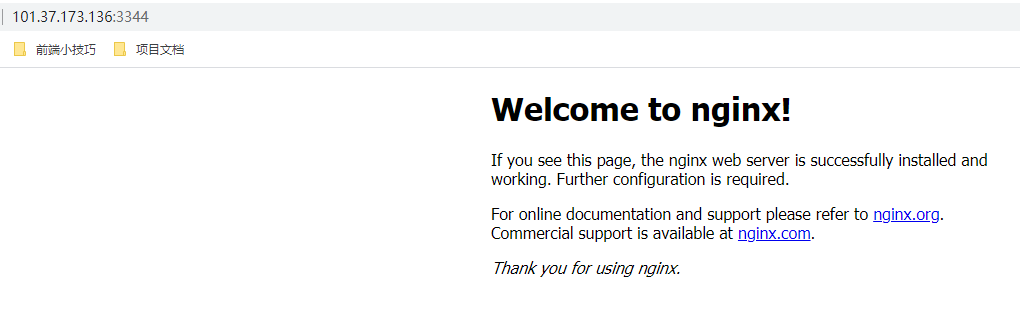 101.37.173.136:3344
前端小技巧 项目文档
Welcome to nginx!
If you see this page, the nginx web server is successfully installed and
working. Further configuration is required.
For online documentation and support please refer to nginx.org.
Commercial support is available at nginx.com.
Thank you for using nginx.